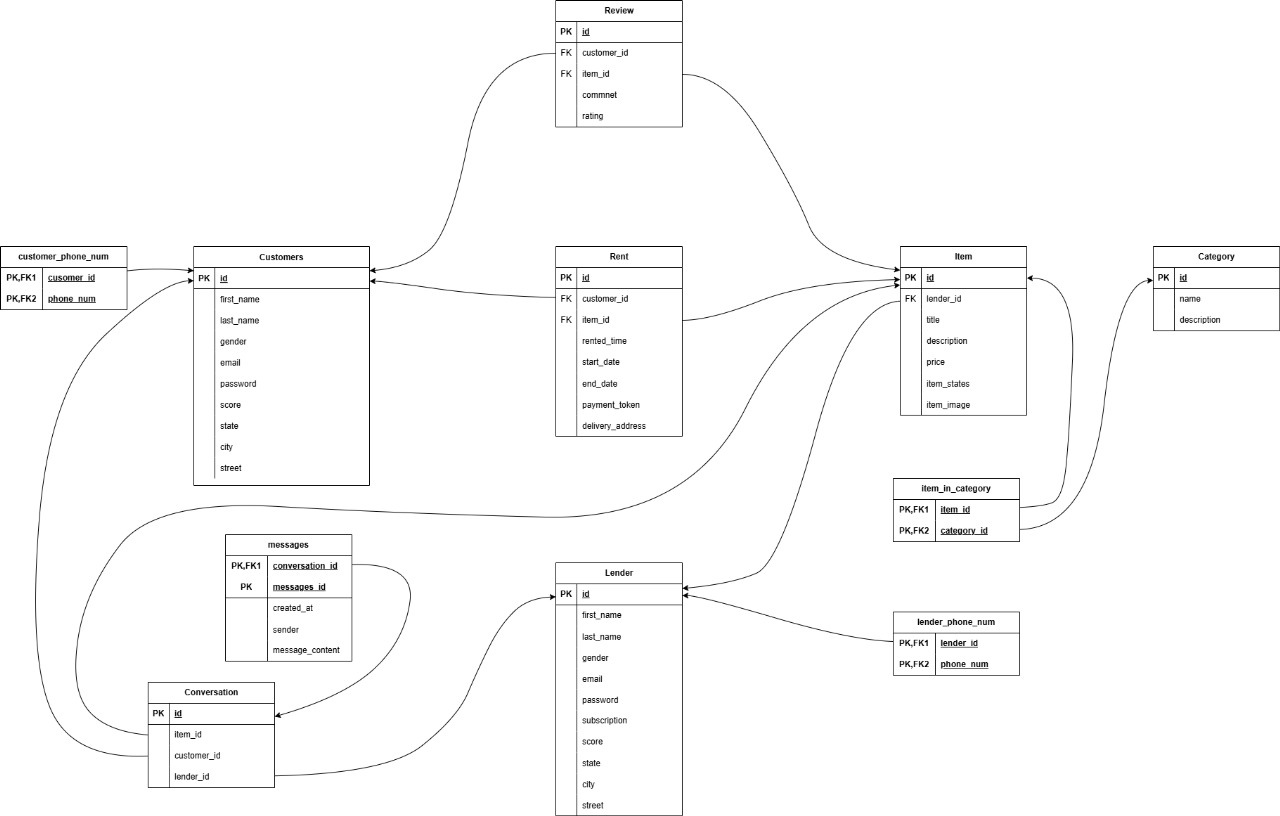 Review
PK id
FK customer_id
FK item_id
commnet
rating
customer_phone_num
PK,FK1 cusomer_id
PK,FK2 phone_num
Customers
PK id
first_name
last_name
gender
email
password
score
state
city
street
Rent
PK id
FK customer_id
FK item_id
rented_time
start_date
end_date
payment_token
delivery_address
Item
PK id
FK lender_id
title
description
price
item_states
item_image
Category
PK id
name
description
item_in_category
PK,FK1 item_id
PK,FK2 category_id
messages
PK,FK1 conversation_id
PK messages_id
created_at
sender
message_content
Lender
PK id
first_name
last_name
gender
email
password
subscription
score
state
city
street
lender_phone_num
PK,FK1 lender_id
PK,FK2 phone_num
Conversation
PK id
item_id
customer_id
lender_id